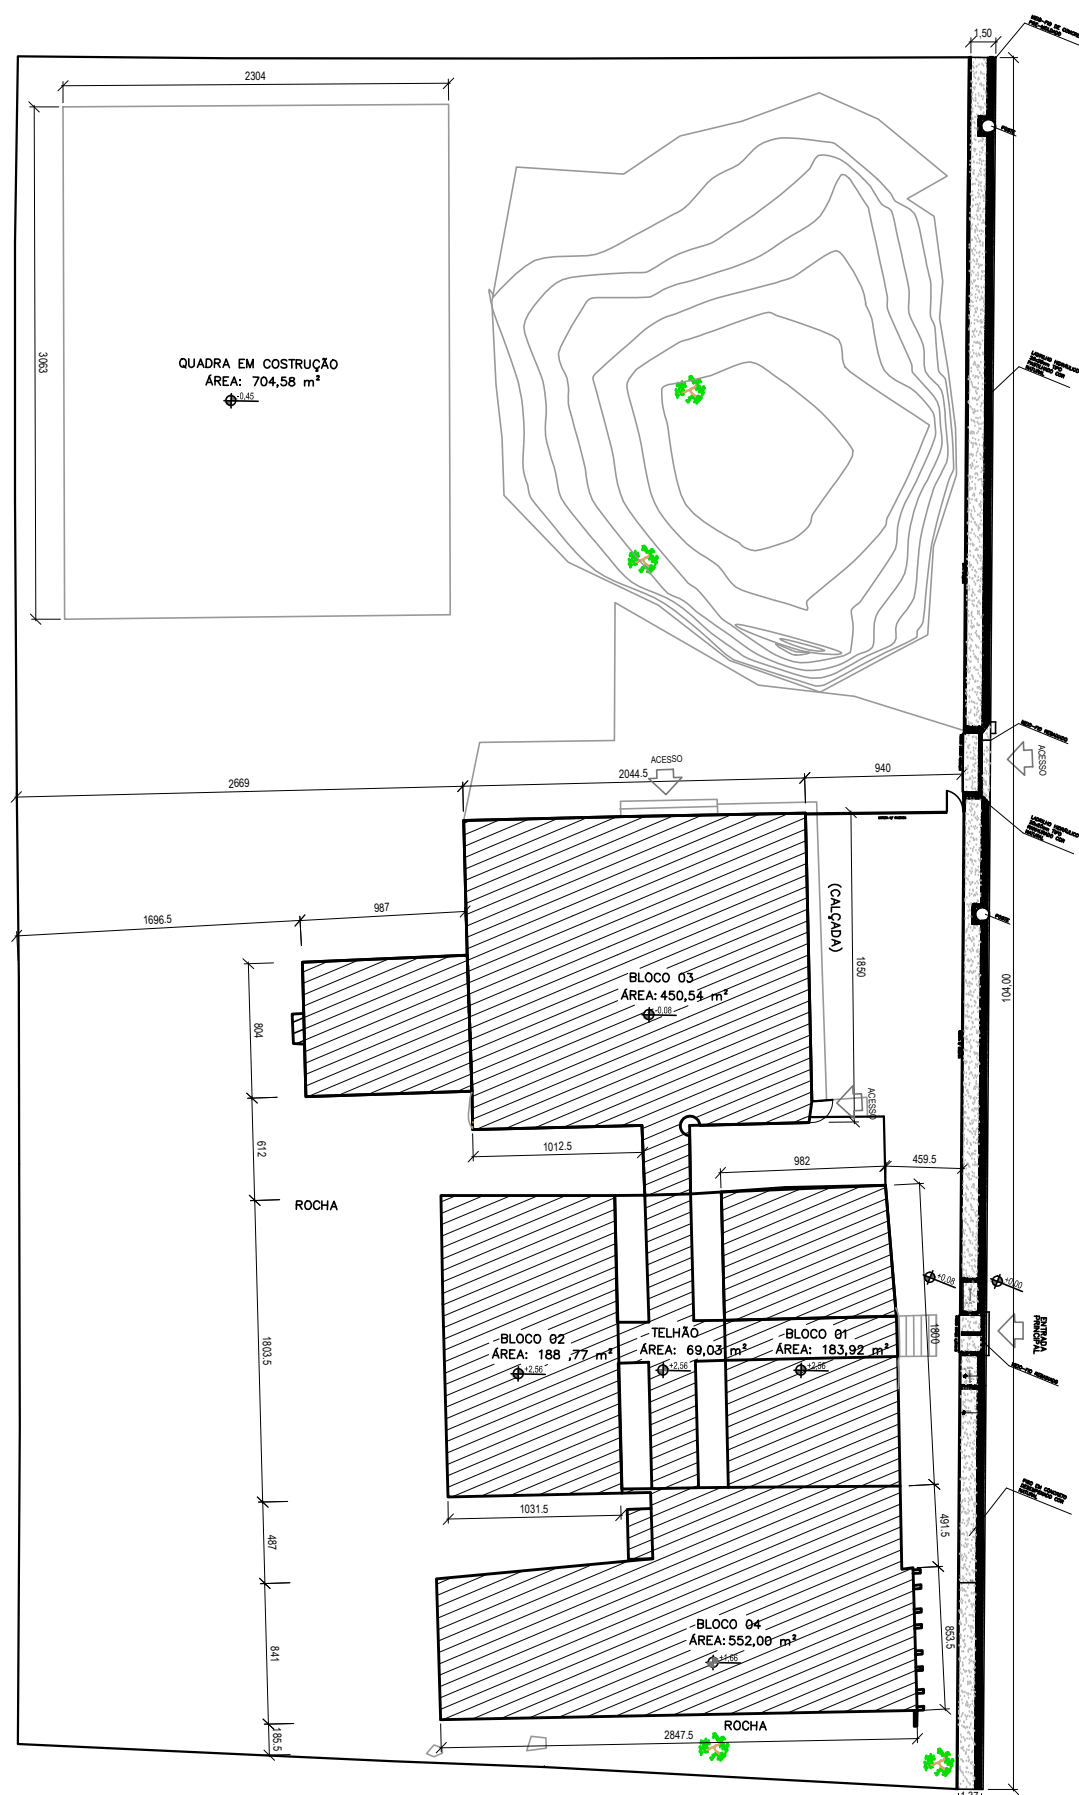 1,50
2304
3063
QUADRA EM COSTRUÇÃO
ÁREA: 704,58 m²
-0,45
ACESSO
ACESSO
2669
2044.5
940
1696.5
987
(CALÇADA)
1850
104,00
BLOCO 03
ÁREA: 450,54 m²
-0,08
804
ACESSO
612
1012.5
982
459.5
ROCHA
+0,08
+0,00
ENTRADA
PRINCIPAL
1800
1803.5
BLOCO 02
ÁREA: 188 ,77 m²
+2,56
TELHÃO
ÁREA: 69,03 m²
+2,56
BLOCO 01
ÁREA: 183,92 m²
+2,56
1031.5
487
491.5
BLOCO 04
ÁREA: 552,00 m²
+1,66
841
853.5
ROCHA
2847.5
185.5